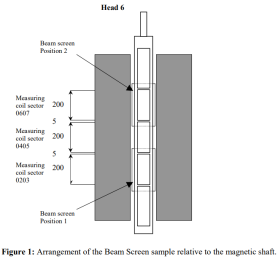 Head 6
Beam screen
Position 2
Measuring
coil sector
0607
200
5
Measuring
coil sector
0405
200
5
Measuring
coil sector
0203
200
Beam screen
Position 1
Figure 1: Arrangement of the Beam Screen sample relative to the magnetic shaft.